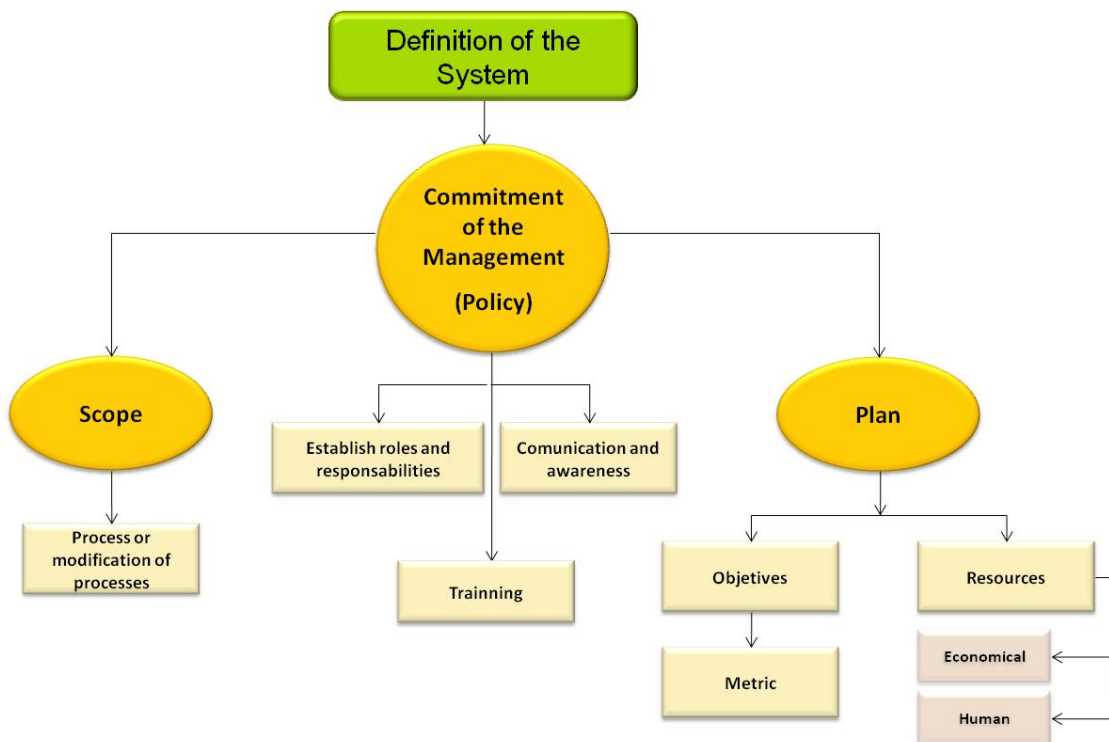 Definition of the
System
Commitment
of the
Management
(Policy)
Scope
Plan
Establish roles and
responsabilities
Comunication and
awareness
Process or
modification of
processes
Trainning
Objetives
Resources
Metric
Economical
Human